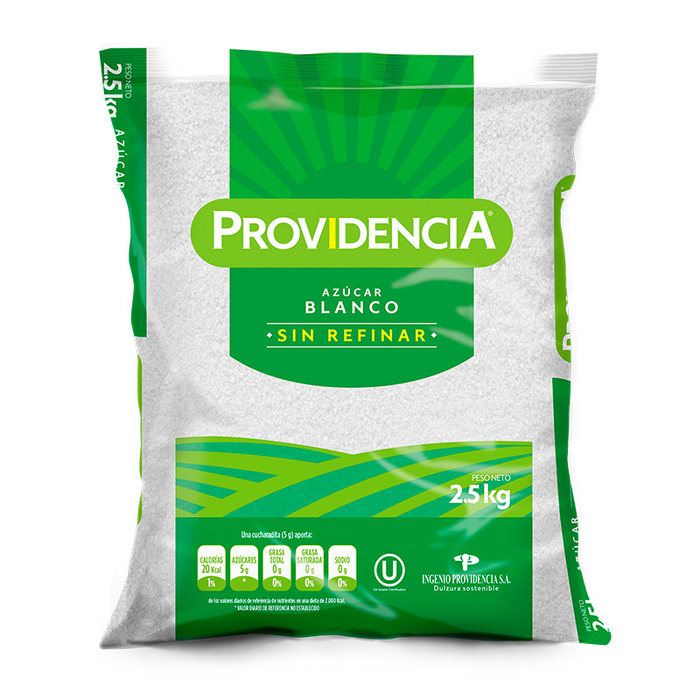 PESO NETO
2.5kg
AZÚCAR
PROVIDENCIA®
AZÚCAR
BLANCO
SIN REFINAR
PESO NETO
2.5kg
Una cucharadita (5 g) aporta:
CALORÍAS
20 Kcal
1%
AZÚCARES
5 g
*
GRASA
TOTAL
0 g
0%
GRASA
SATURADA
0 g
0%
SODIO
0 g
0%
de los valores diarios de referencia de nutrientes en una dieta de 2.000 Kcal.
* VALOR DIARIO DE REFERENCIA NO ESTABLECIDO
U
INGENIO PROVIDENCIA S.A.
Dulzura sostenible
AZÚCAR